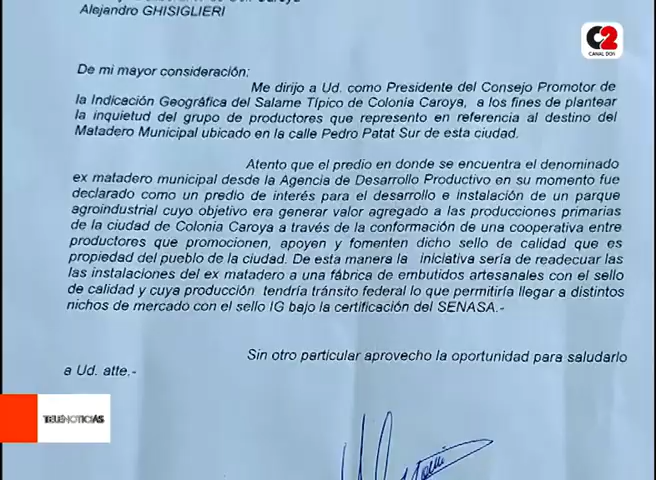 Alejandro GHISIGLIERI
C2
CANAL DOS
De mi mayor consideración:
Me dirijo a Ud. como Presidente del Consejo Promotor de
la Indicación Geográfica del Salame Típico de Colonia Caroya, a los fines de plantear
la inquietud del grupo de productores que represento en referencia al destino del
Matadero Municipal ubicado en la calle Pedro Patat Sur de esta ciudad.
Atento que el predio en donde se encuentra el denominado
ex matadero municipal desde la Agencia de Desarrollo Productivo en su momento fue
declarado como un predio de interés para el desarrollo e instalación de un parque
agroindustrial cuyo objetivo era generar valor agregado a las producciones primarias
de la ciudad de Colonia Caroya a través de la conformación de una cooperativa entre
productores que promocionen, apoyen y fomenten dicho sello de calidad que es
propiedad del pueblo de la ciudad. De esta manera la iniciativa sería de readecuar las
las instalaciones del ex matadero a una fábrica de embutidos artesanales con el sello
de calidad y cuya producción tendría tránsito federal lo que permitiría llegar a distintos
nichos de mercado con el sello IG bajo la certificación del SENASA.-
Sin otro particular aprovecho la oportunidad para saludarlo
a Ud. atte.-
TELENOTICIAS